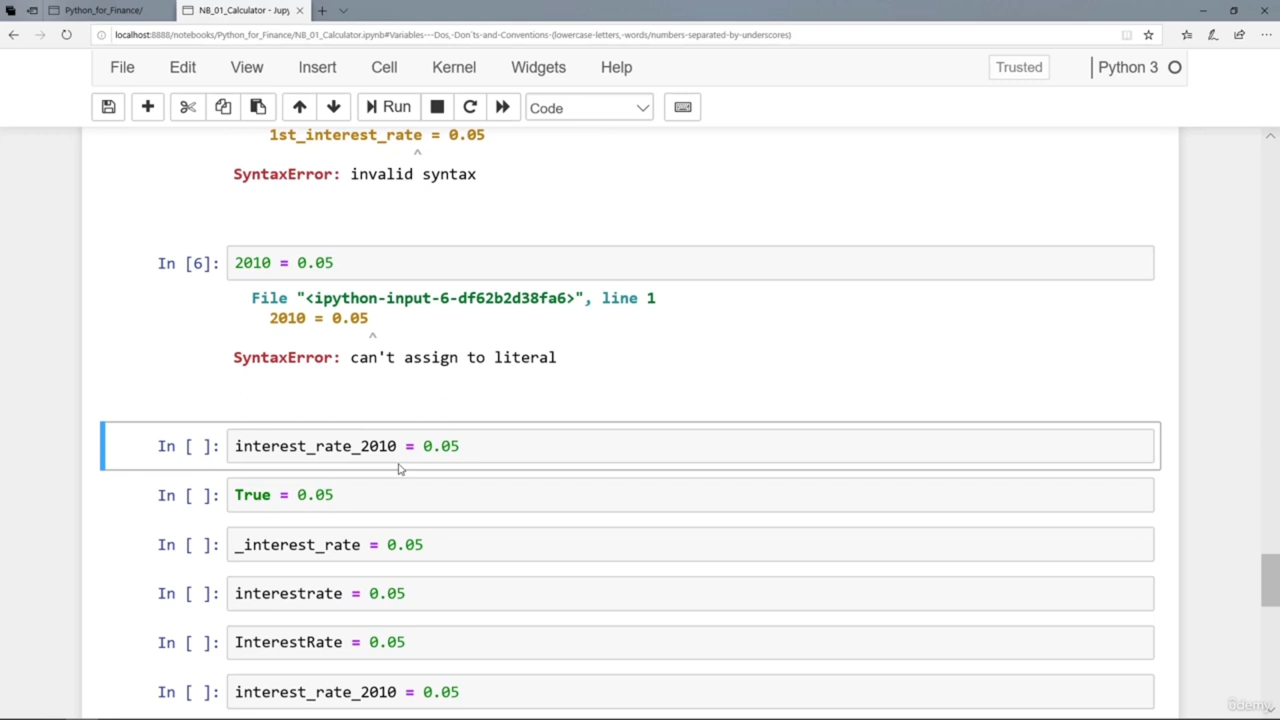 Python_for_Finance/
NB_01_Calculator - Jupy
localhost:8888/notebooks/Python_for_Finance/NB_01_Calculator.ipynb#Variables---Dos,-Don´ts-and-Conventions-(lowercase-letters,-words/numbers-separated-by-underscores)
File Edit View Insert Cell Kernel Widgets Help Trusted Python 3
Run Code
1st_interest_rate = 0.05
^
SyntaxError: invalid syntax
In [6]: 2010 = 0.05
File "<ipython-input-6-df62b2d38fa6>", line 1
2010 = 0.05
^
SyntaxError: can't assign to literal
In [ ]: interest_rate_2010 = 0.05
In [ ]: True = 0.05
In [ ]: _interest_rate = 0.05
In [ ]: interestrate = 0.05
In [ ]: InterestRate = 0.05
In [ ]: interest_rate_2010 = 0.05
ûdemy